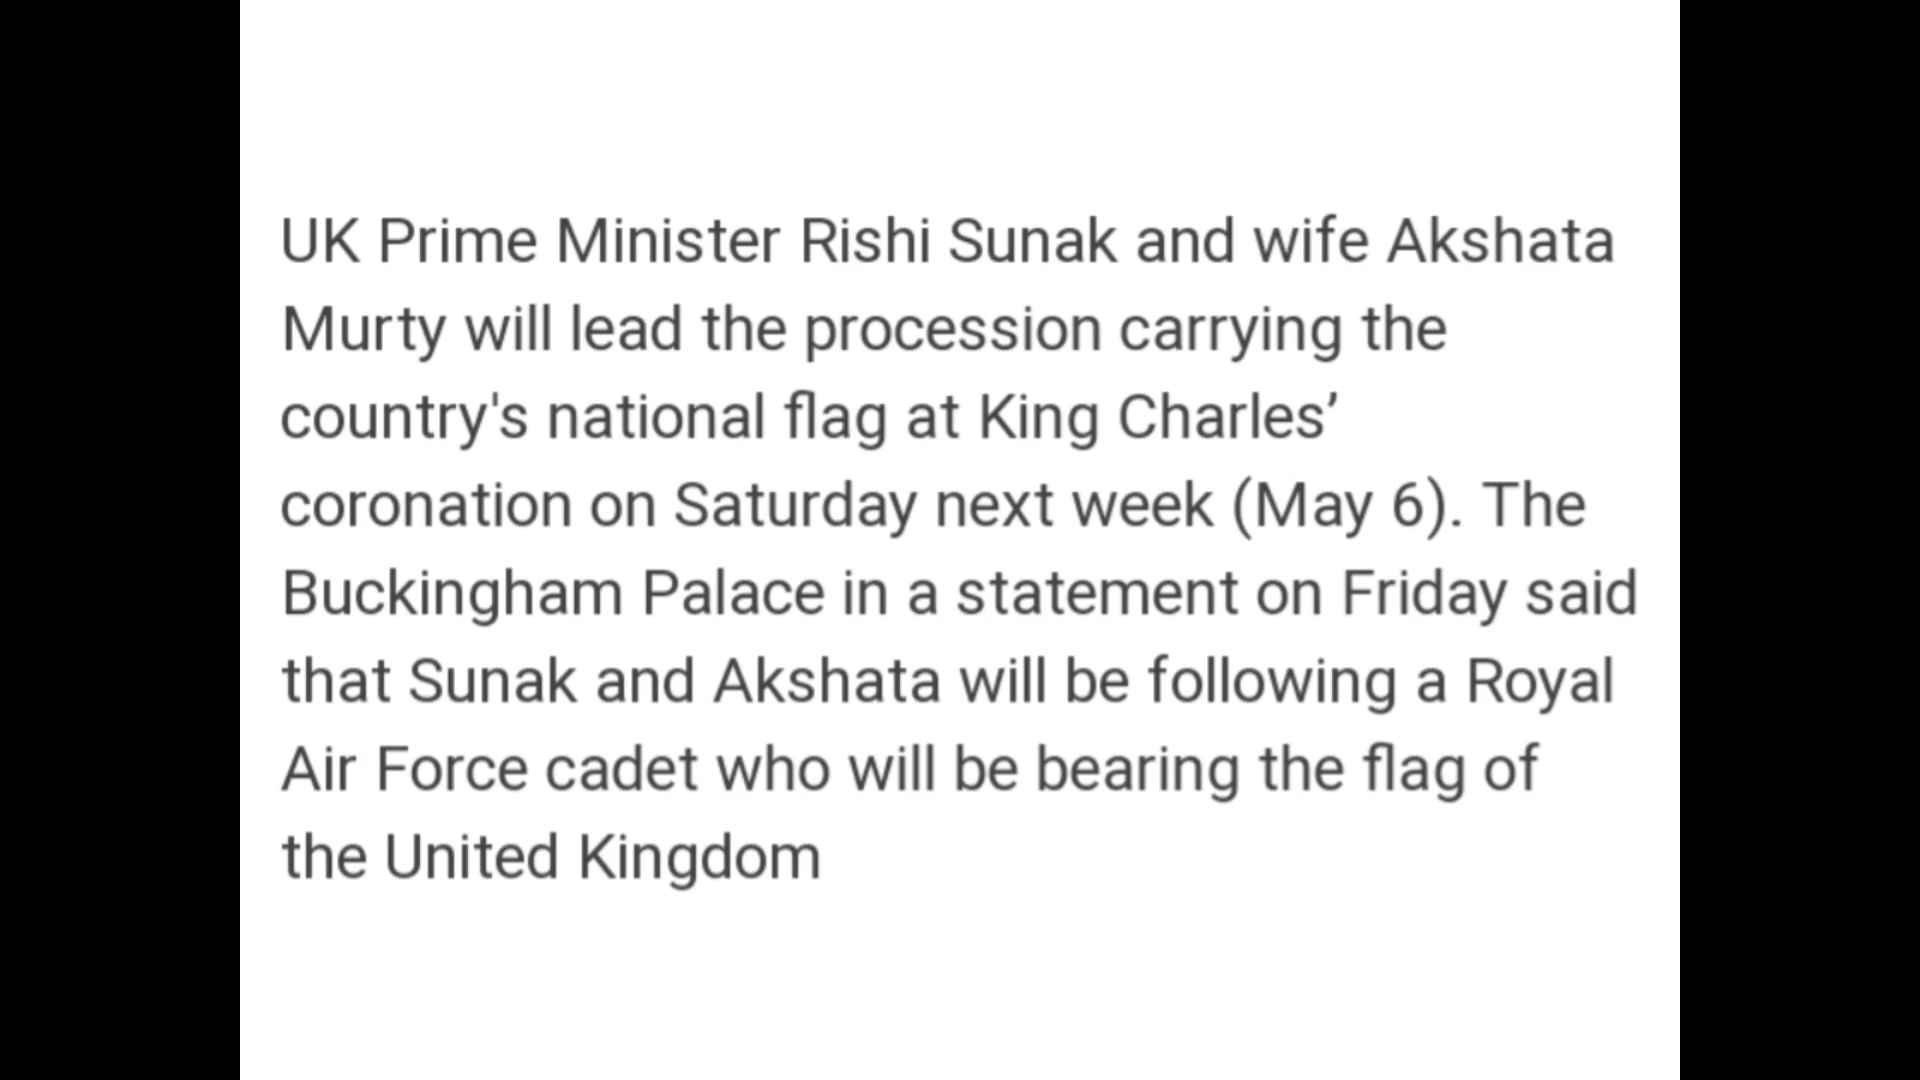 UK Prime Minister Rishi Sunak and wife Akshata
Murty will lead the procession carrying the
country's national flag at King Charles’
coronation on Saturday next week (May 6). The
Buckingham Palace in a statement on Friday said
that Sunak and Akshata will be following a Royal
Air Force cadet who will be bearing the flag of
the United Kingdom